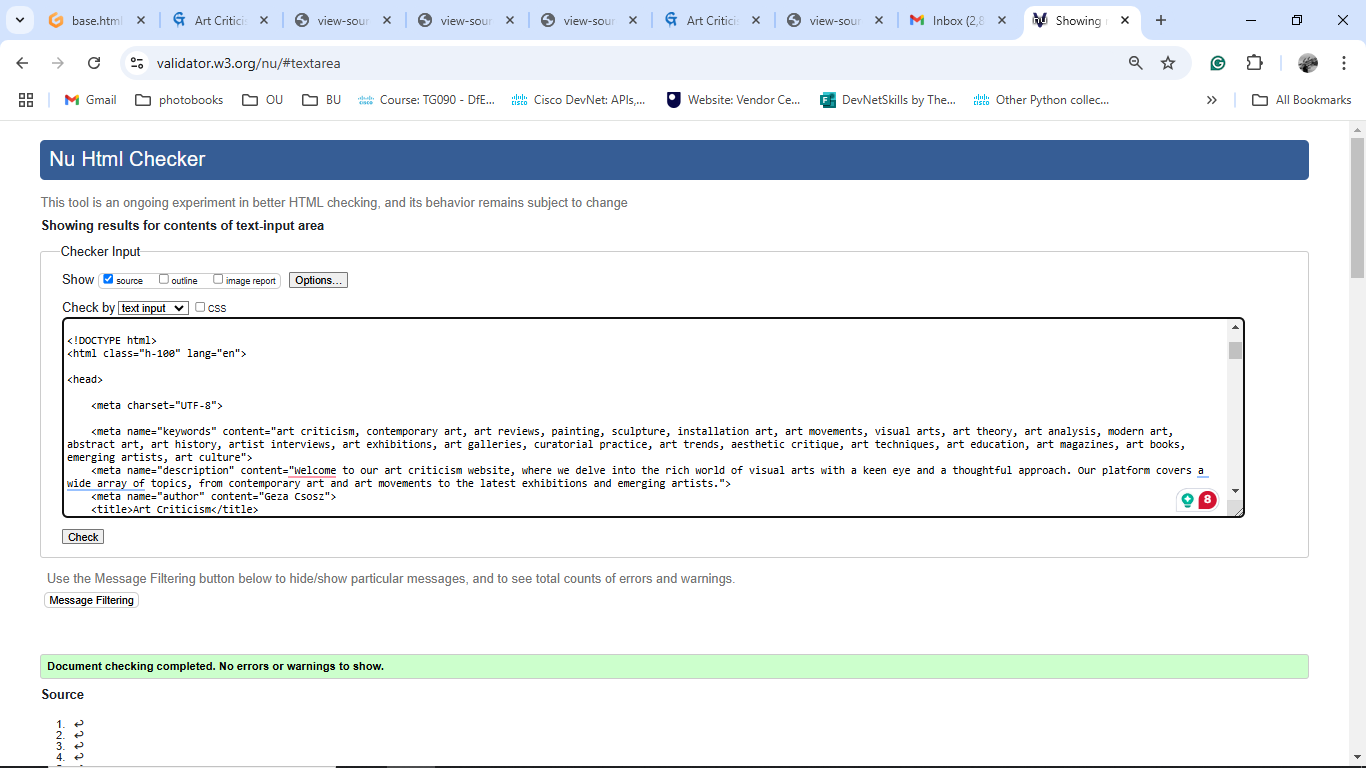 base.html
Art Criticis
view-sour
view-sour
view-sour
Art Critici
view-sour
Inbox (2,8
Showing
validator.w3.org/nu/#textarea
Gmail
photobooks
OU
BU
Course: TG090 - DfE...
Cisco DevNet: APIs,...
Website: Vendor Ce...
DevNetSkills by The...
Other Python collec...
All Bookmarks
Nu Html Checker
This tool is an ongoing experiment in better HTML checking, and its behavior remains subject to change
Showing results for contents of text-input area
Checker Input
Show source outline image report Options...
Check by text input CSS
<!DOCTYPE html>
<html class="h-100" lang="en">
<head>
<meta charset="UTF-8">
<meta name="keywords" content="art criticism, contemporary art, art reviews, painting, sculpture, installation art, art movements, visual arts, art theory, art analysis, modern art,
abstract art, art history, artist interviews, art exhibitions, art galleries, curatorial practice, art trends, aesthetic critique, art techniques, art education, art magazines, art books,
emerging artists, art culture">
<meta name="description" content="Welcome to our art criticism website, where we delve into the rich world of visual arts with a keen eye and a thoughtful approach. Our platform covers a
wide array of topics, from contemporary art and art movements to the latest exhibitions and emerging artists.">
<meta name="author" content="Geza Csosz">
<title>Art Criticism</title>
8
Check
Use the Message Filtering button below to hide/show particular messages, and to see total counts of errors and warnings.
Message Filtering
Document checking completed. No errors or warnings to show.
Source
1. ↩
2. ↩
3. ↩
4. ↩